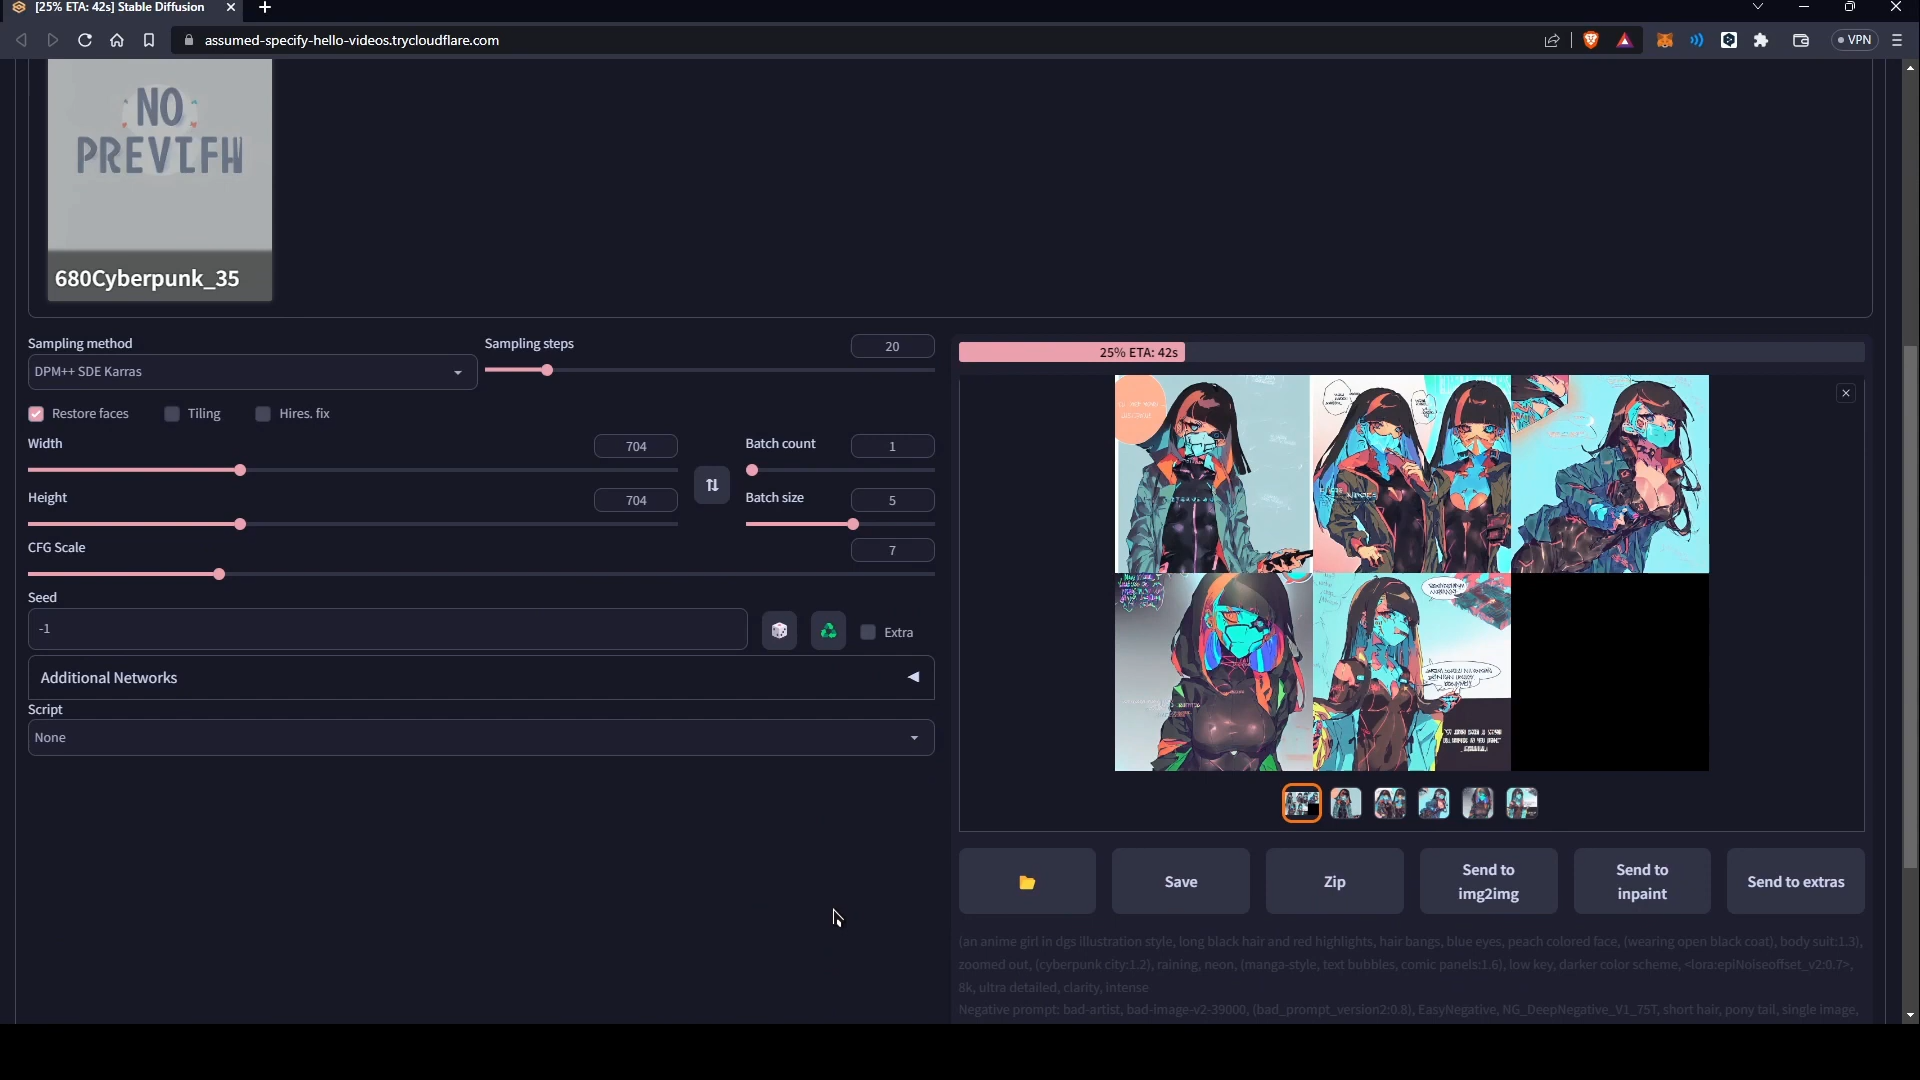 [25% ETA: 42s] Stable Diffusion
assumed-specify-hello-videos.trycloudflare.com
VPN
NO
PREVIEW
680Cyberpunk_35
Sampling method
DPM++ SDE Karras
Sampling steps
20
Restore faces
Tiling
Hires. fix
Width
704
Height
704
Batch count
1
Batch size
5
CFG Scale
7
Seed
-1
Extra
Additional Networks
Script
None
25% ETA: 42s
Save
Zip
Send to
img2img
Send to
inpaint
Send to extras
(an anime girl in dgs illustration style, long black hair and red highlights, hair bangs, blue eyes, peach colored face, (wearing open black coat), body suit:1.3),
zoomed out, (cyberpunk city:1.2), raining, neon, (manga-style, text bubbles, comic panels:1.6), low key, darker color scheme, <lora:epiNoiseoffset_v2:0.7>,
8k, ultra detailed, clarity, intense
Negative prompt: bad-artist, bad-image-v2-39000, (bad_prompt_version2:0.8), EasyNegative, NG_DeepNegative_V1_75T, short hair, pony tail, single image,